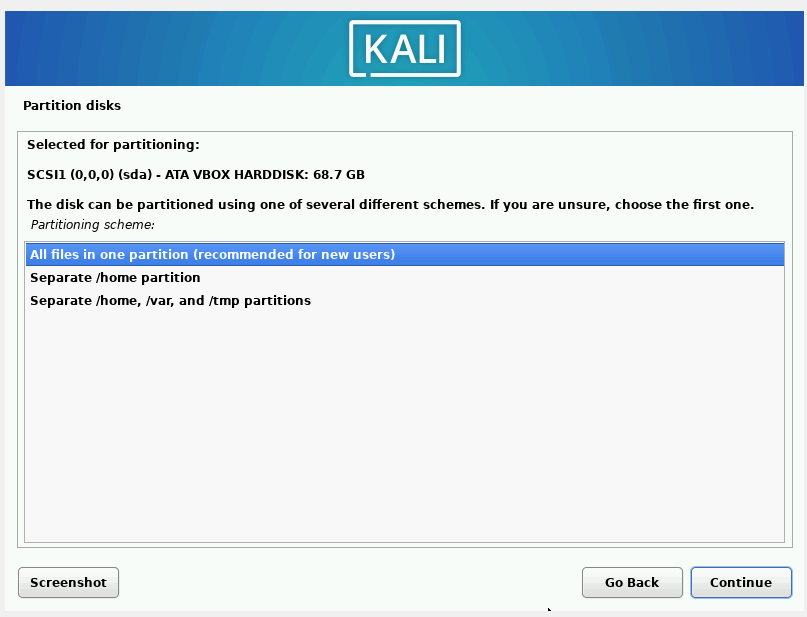 KALI
Partition disks
Selected for partitioning:
SCSI1 (0,0,0) (sda) - ATA VBOX HARDDISK: 68.7 GB
The disk can be partitioned using one of several different schemes. If you are unsure, choose the first one.
Partitioning scheme:
All files in one partition (recommended for new users)
Separate /home partition
Separate /home, /var, and /tmp partitions
Screenshot
Go Back
Continue